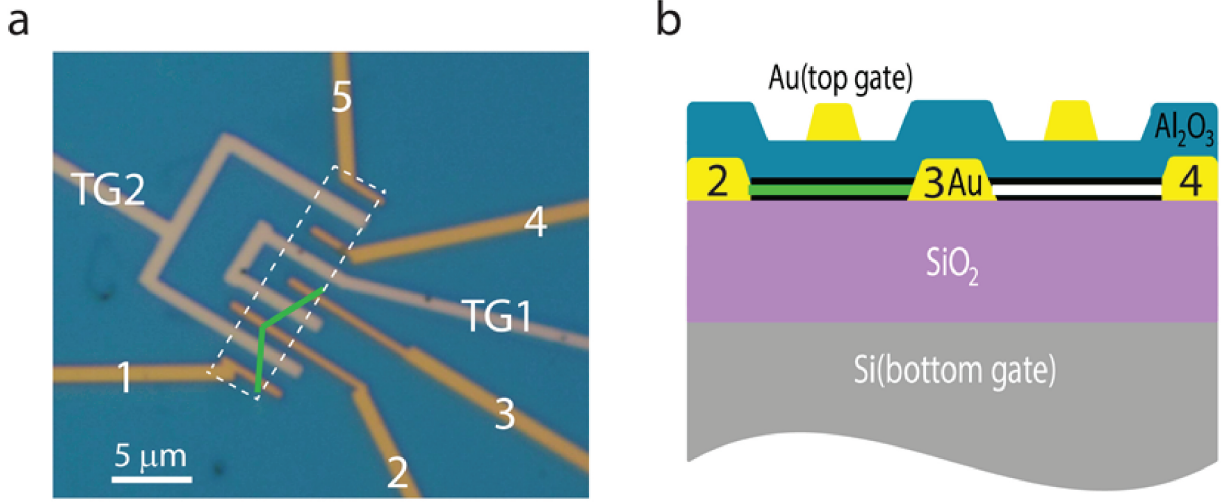 a
5
TG2
4
TG1
1
3
5 μm
2
b
Au(top gate)
Al₂O₃
2
3Au
4
SiO₂
Si(bottom gate)